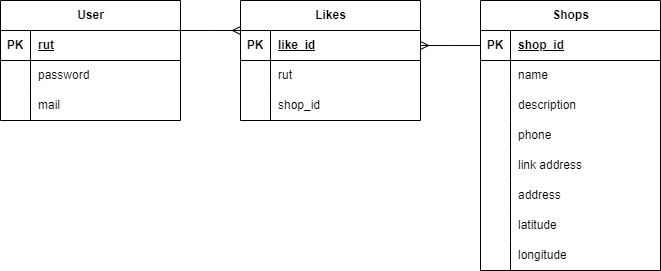 User
PK rut
password
mail
Likes
PK like_id
rut
shop_id
Shops
PK shop_id
name
description
phone
link address
address
latitude
longitude